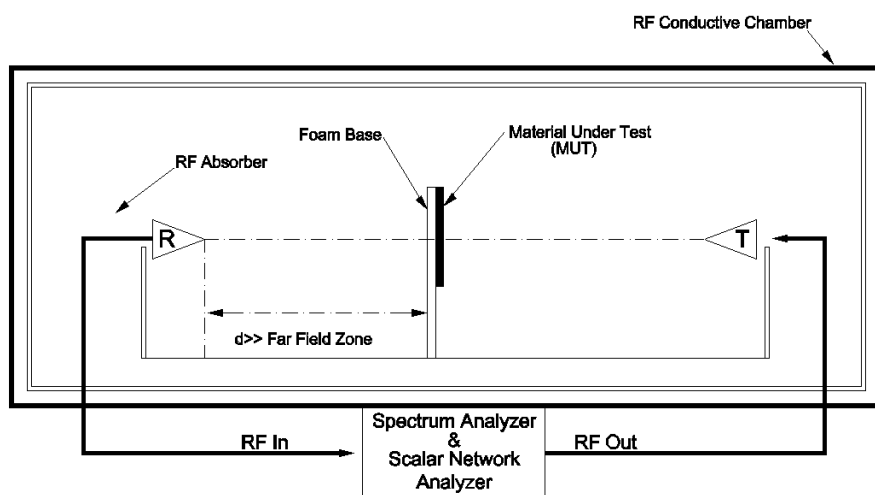 RF Conductive Chamber
Foam Base
Material Under Test
(MUT)
RF Absorber
R
T
d>> Far Field Zone
RF In
Spectrum Analyzer
&
Scalar Network
Analyzer
RF Out